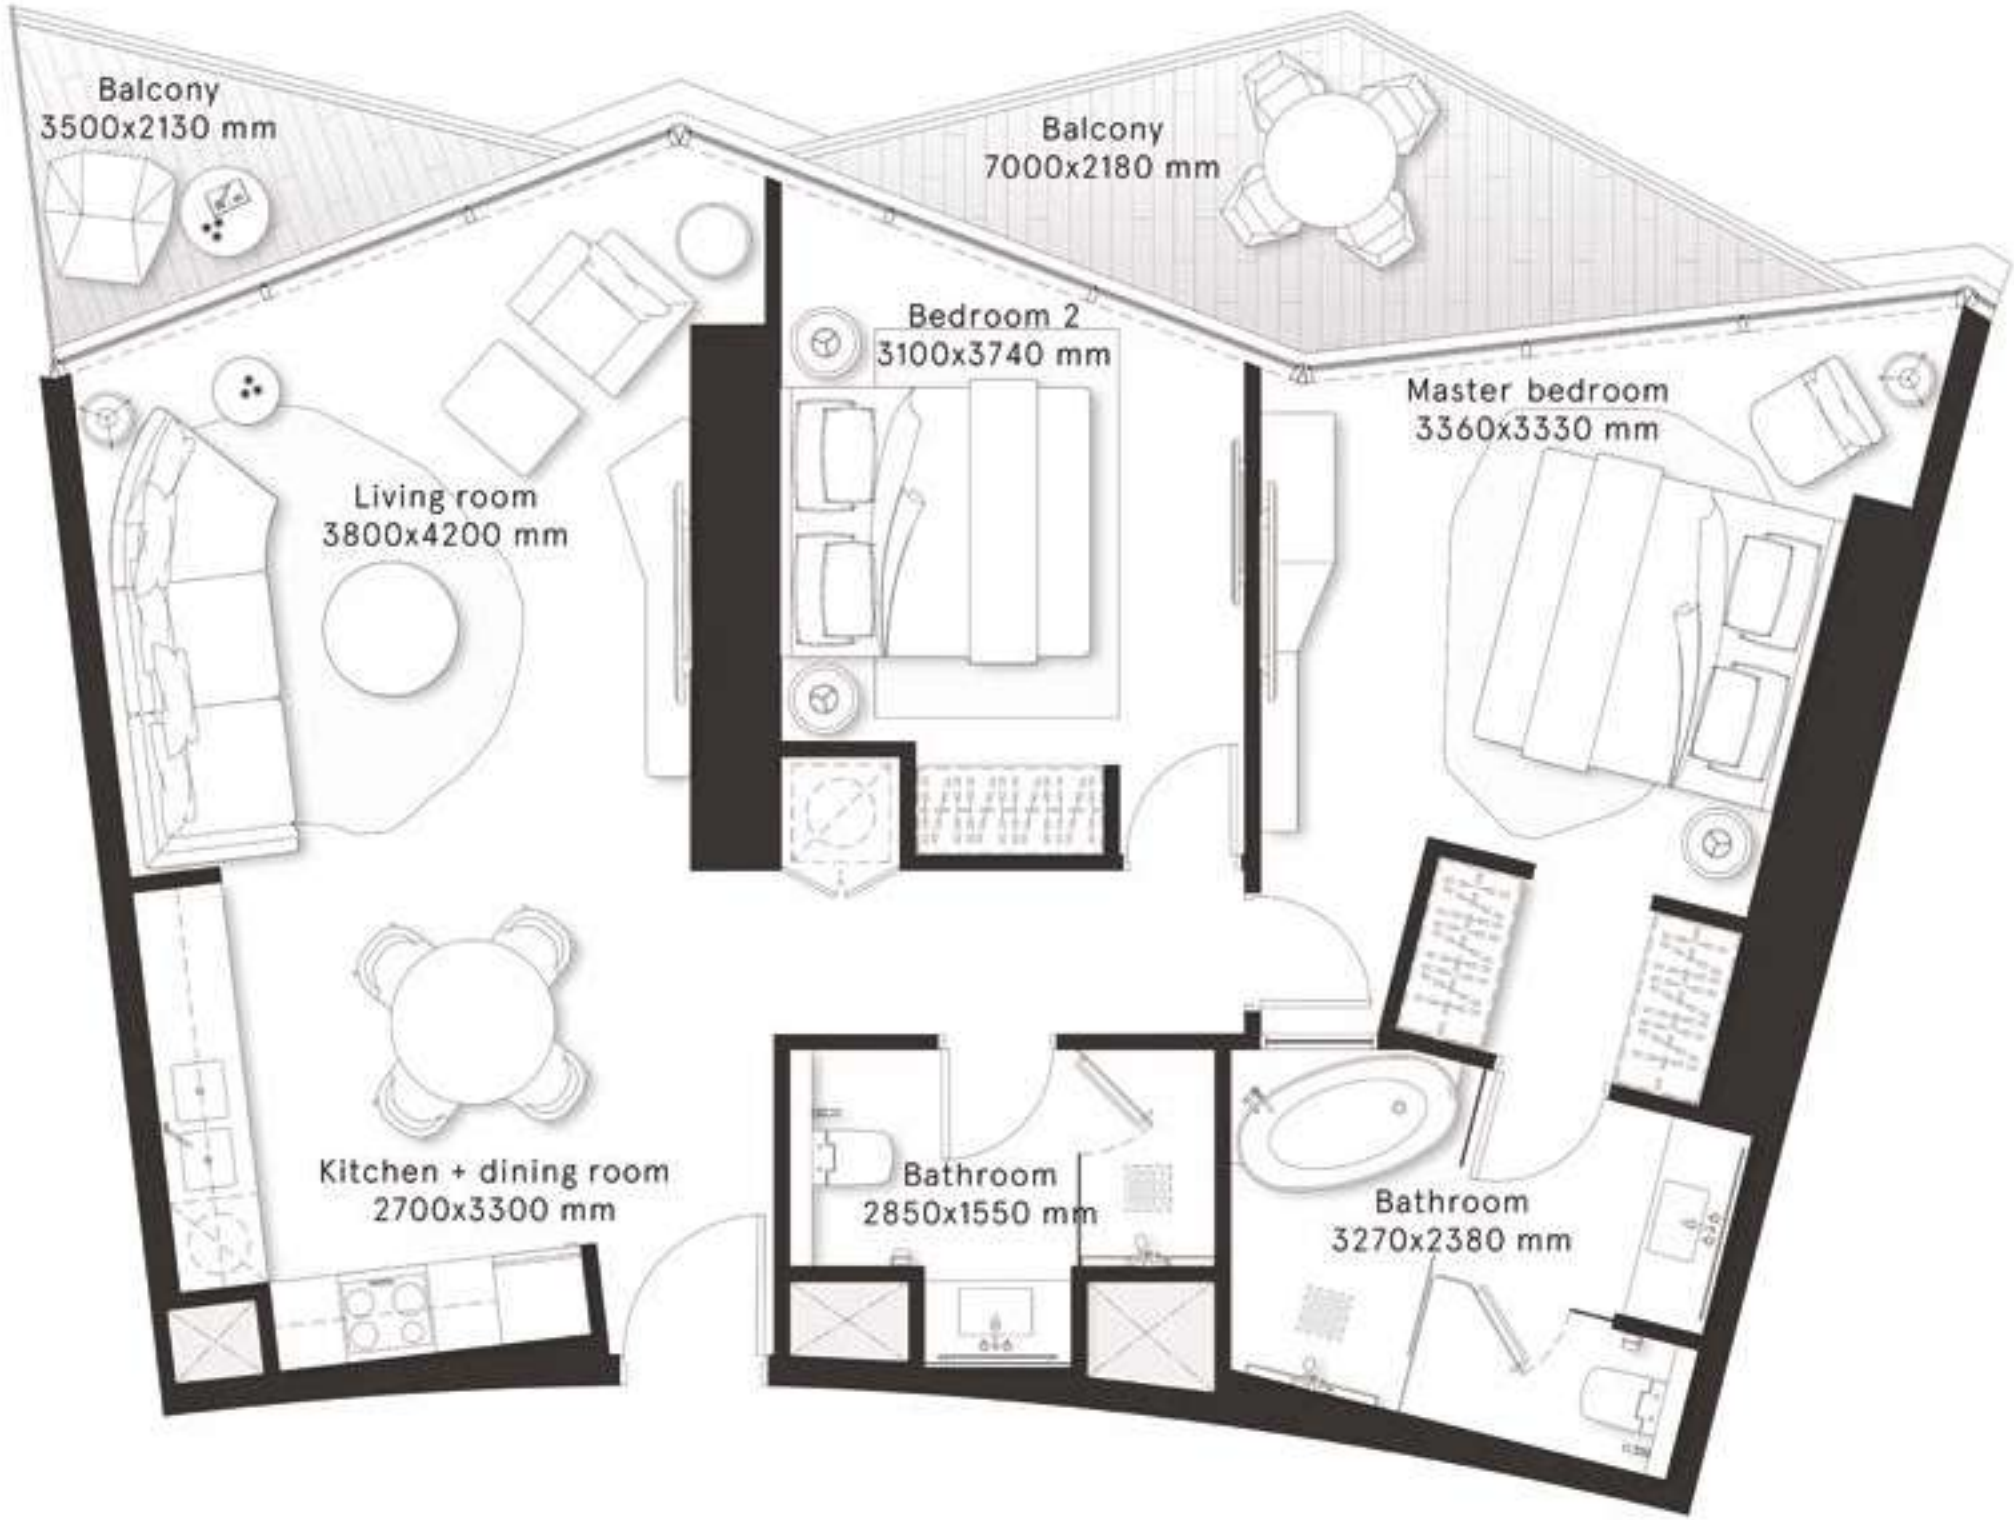 Balcony
3500x2130 mm
Balcony
7000x2180 mm
Bedroom 2
3100x3740 mm
Master bedroom
3360x3330 mm
Living room
3800x4200 mm
Kitchen + dining room
2700x3300 mm
Bathroom
2850x1550 mm
Bathroom
3270x2380 mm